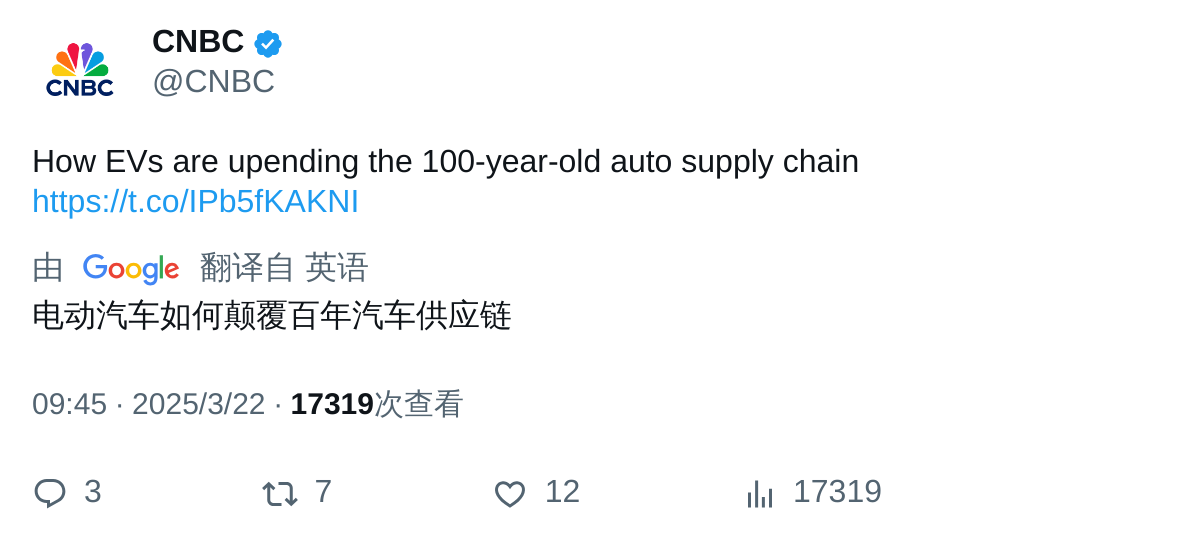 CNBC
CNBC
@CNBC
How EVs are upending the 100-year-old auto supply chain
https://t.co/IPb5fKAKNI
由 Google 翻译自 英语
电动汽车如何颠覆百年汽车供应链
09:45 · 2025/3/22 · 17319次查看
3 7 12 17319